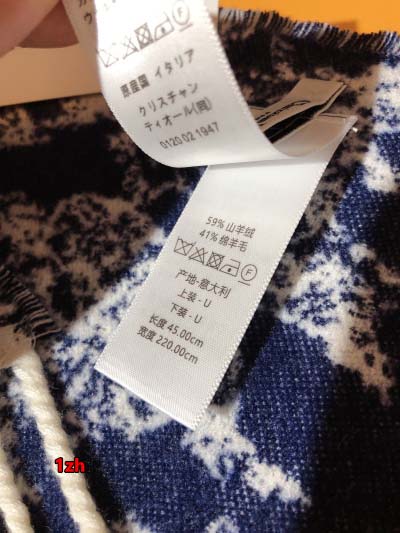 原産国 イタリア
クリスチャン
ディオール(同)
0120 02 1947
59% 山羊绒
41% 绵羊毛
产地-意大利
上装 - U
下装 - U
长度 45.00cm
宽度 220.00cm
1zh